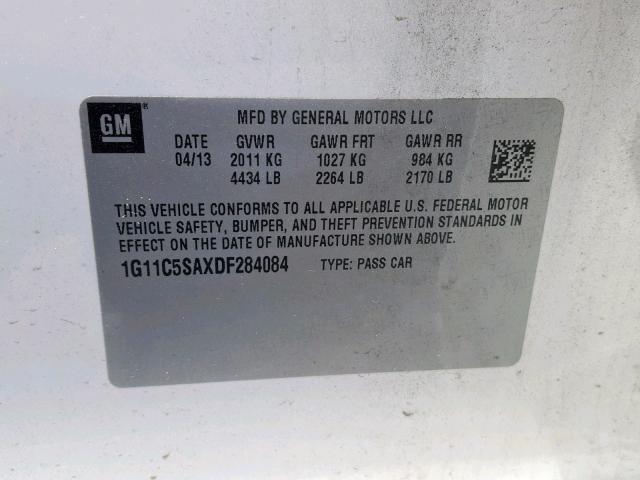 GM®
MFD BY GENERAL MOTORS LLC
DATE GVWR GAWR FRT GAWR RR
04/13 2011 KG 1027 KG 984 KG
4434 LB 2264 LB 2170 LB
THIS VEHICLE CONFORMS TO ALL APPLICABLE U.S. FEDERAL MOTOR
VEHICLE SAFETY, BUMPER, AND THEFT PREVENTION STANDARDS IN
EFFECT ON THE DATE OF MANUFACTURE SHOWN ABOVE.
1G11C5SAXDF284084 TYPE: PASS CAR